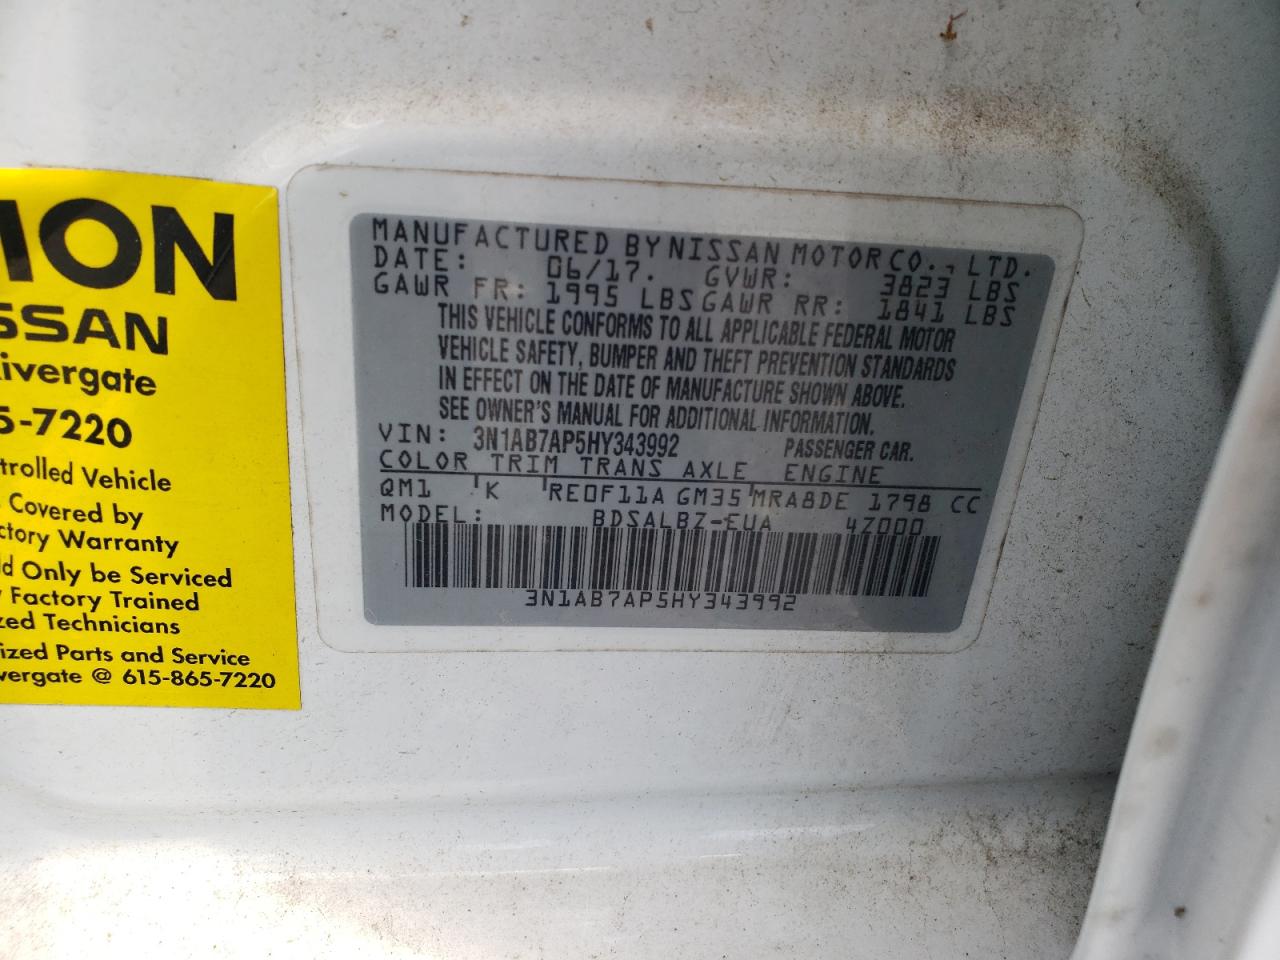 MON
SSAN
ivergate
5-7220
trolled Vehicle
Covered by
ctory Warranty
d Only be Serviced
Factory Trained
zed Technicians
ized Parts and Service
vergate @ 615-865-7220
MANUFACTURED BY NISSAN MOTOR CO., LTD.
DATE: 06/17. GVWR: 3823 LBS
GAWR FR: 1995 LBS GAWR RR: 1841 LBS
THIS VEHICLE CONFORMS TO ALL APPLICABLE FEDERAL MOTOR
VEHICLE SAFETY, BUMPER AND THEFT PREVENTION STANDARDS
IN EFFECT ON THE DATE OF MANUFACTURE SHOWN ABOVE.
SEE OWNER'S MANUAL FOR ADDITIONAL INFORMATION.
VIN: 3N1AB7AP5HY343992 PASSENGER CAR.
COLOR TRIM TRANS AXLE ENGINE
QM1 K RE0F11A GM35 MRA8DE 1798 CC
MODEL: BDSALBZ-EUA 4Z000
3N1AB7AP5HY343992